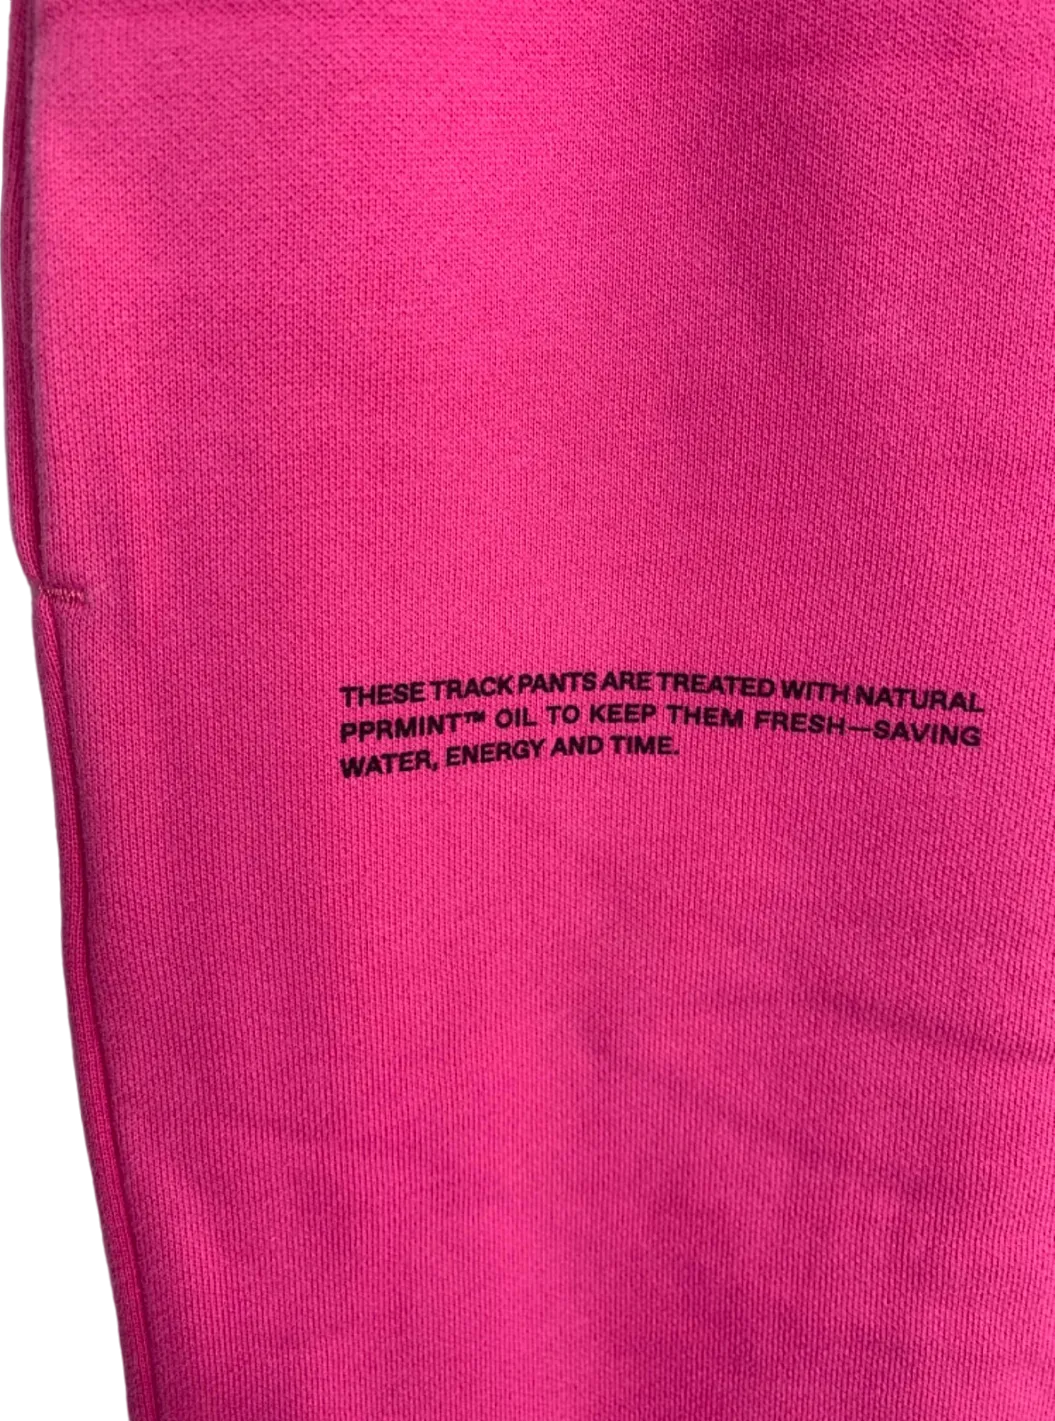 THESE TRACK PANTS ARE TREATED WITH NATURAL
PPRMINT™ OIL TO KEEP THEM FRESH—SAVING
WATER, ENERGY AND TIME.